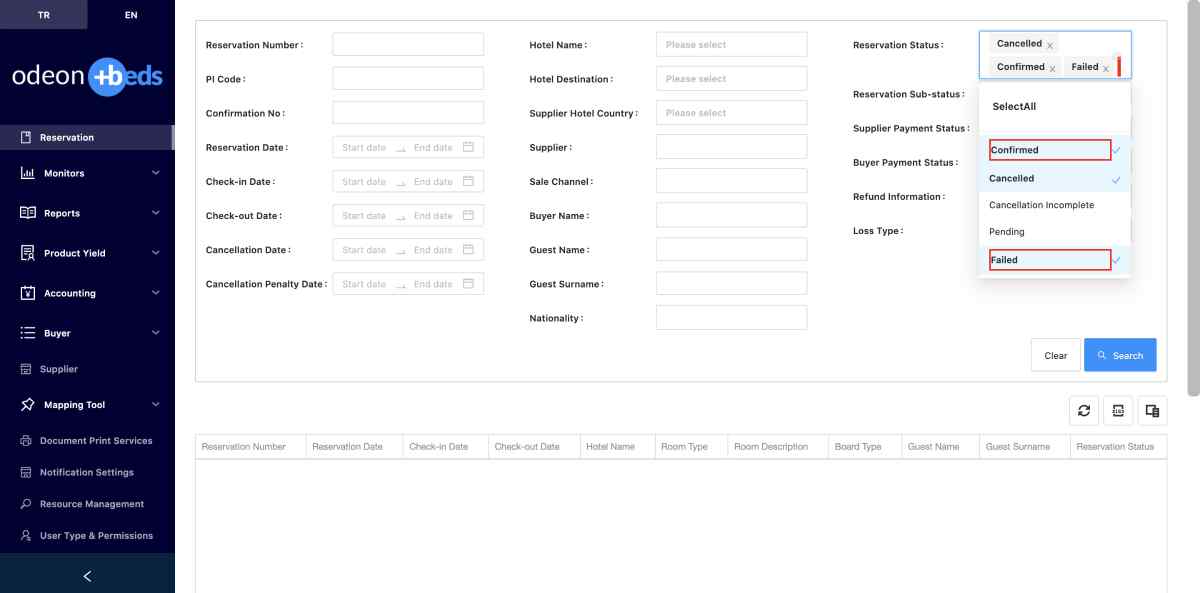 TR
EN
odeon +beds
Reservation
Monitors
Reports
Product Yield
Accounting
Buyer
Supplier
Mapping Tool
Document Print Services
Notification Settings
Resource Management
User Type & Permissions
Reservation Number :
PI Code :
Confirmation No :
Reservation Date : Start date End date
Check-in Date : Start date End date
Check-out Date : Start date End date
Cancellation Date : Start date End date
Cancellation Penalty Date : Start date End date
Hotel Name : Please select
Hotel Destination : Please select
Supplier Hotel Country : Please select
Supplier :
Sale Channel :
Buyer Name :
Guest Name :
Guest Surname :
Nationality :
Reservation Status : Cancelled
Confirmed Failed
Reservation Sub-status :
Supplier Payment Status :
Buyer Payment Status :
Refund Information :
Loss Type :
SelectAll
Confirmed
Cancelled
Cancellation Incomplete
Pending
Failed
Clear Search
Reservation Number Reservation Date Check-in Date Check-out Date Hotel Name Room Type Room Description Board Type Guest Name Guest Surname Reservation Status